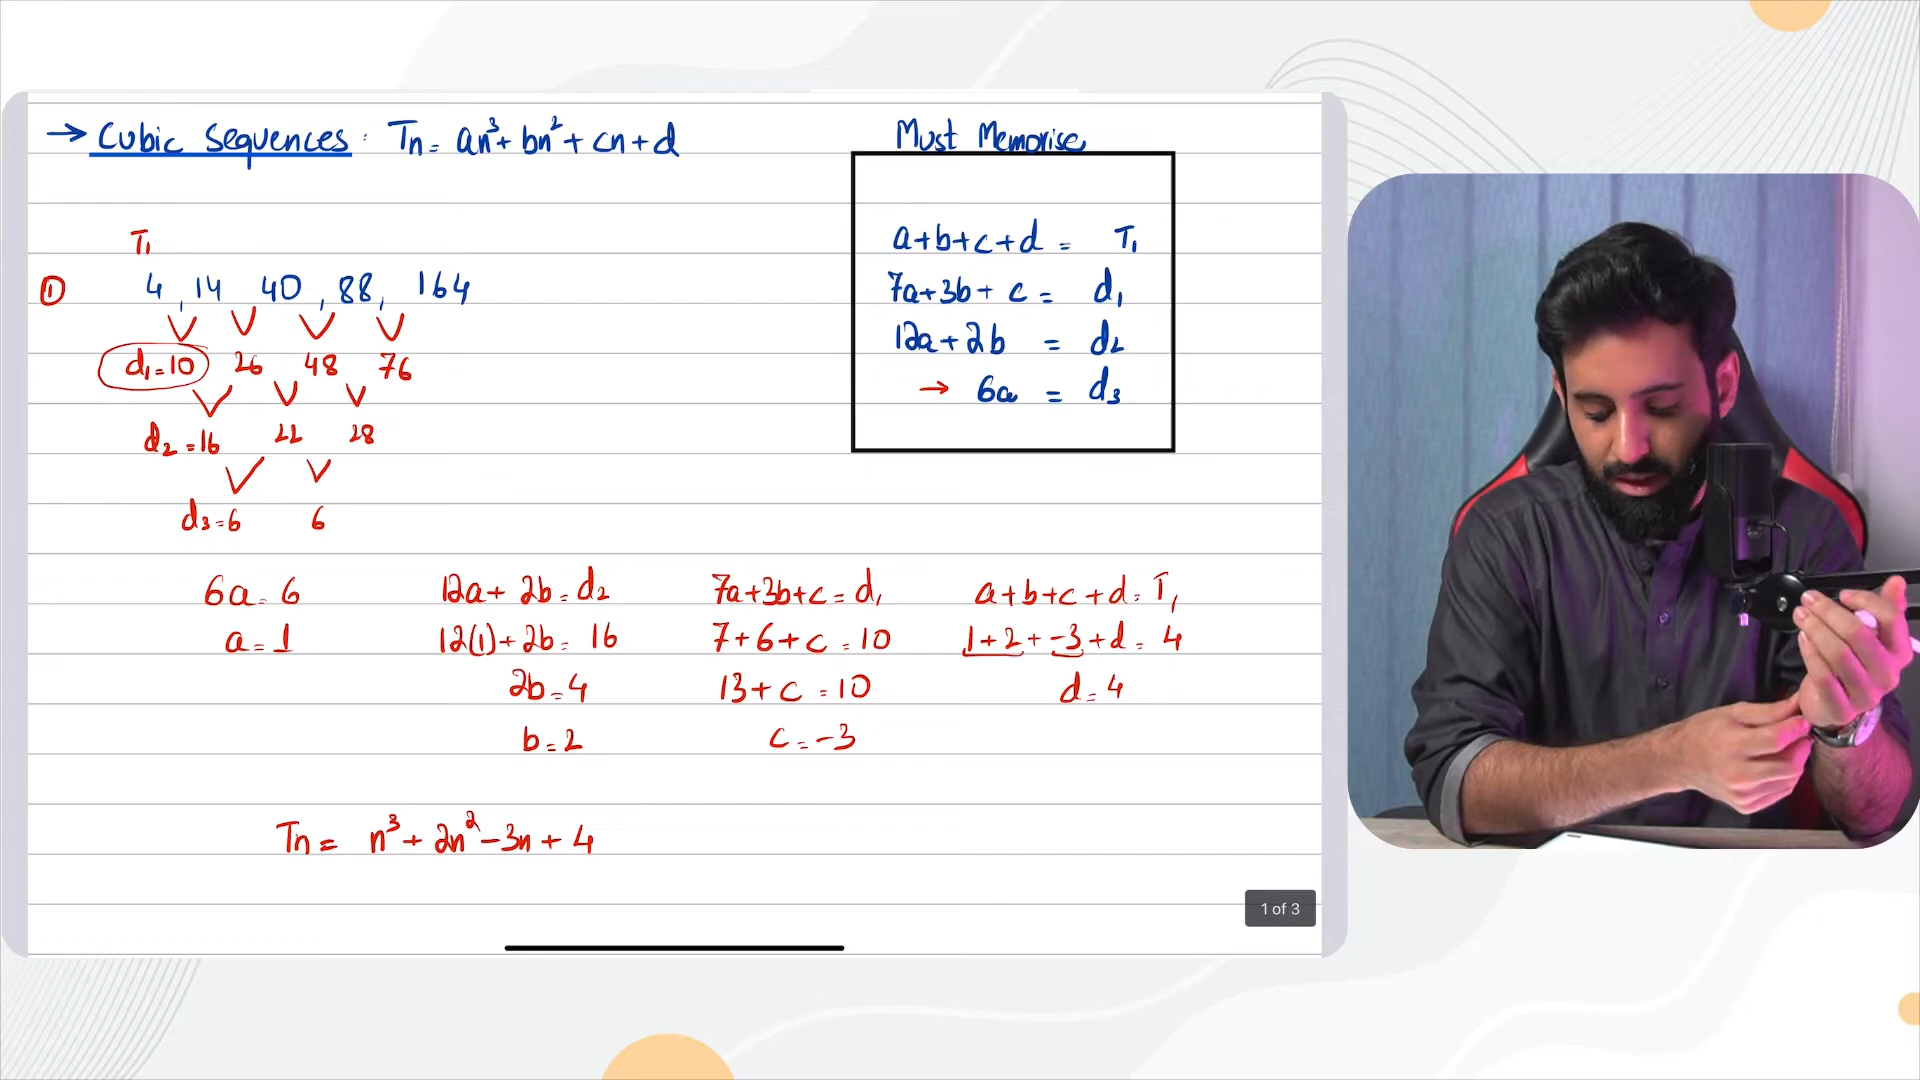 → Cubic Sequences : Tn = an³ + bn² + cn + d
Must Memorise
a+b+c+d = T₁
7a+3b+c = d₁
12a+2b = d₂
→ 6a = d₃
T₁
① 4, 14 40, 88, 164
d₁=10 26 48 76
d₂=16 22 28
d₃=6 6
6a=6 12a+2b=d₂ 7a+3b+c=d₁ a+b+c+d=T₁
a=1 12(1)+2b=16 7+6+c=10 1+2+-3+d=4
2b=4 13+c=10 d=4
b=2 c=-3
Tn = n³+2n²-3n+4
1 of 3